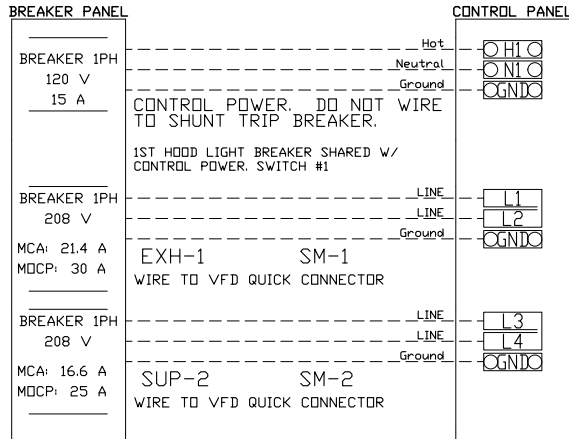 BREAKER PANEL
CONTROL PANEL
BREAKER 1PH
120 V
15 A
Hot
Neutral
Ground
H1
N1
GND
CONTROL POWER. DO NOT WIRE
TO SHUNT TRIP BREAKER.
1ST HOOD LIGHT BREAKER SHARED W/
CONTROL POWER. SWITCH #1
BREAKER 1PH
208 V
MCA: 21.4 A
MOCP: 30 A
LINE
LINE
Ground
L1
L2
GND
EXH-1 SM-1
WIRE TO VFD QUICK CONNECTOR
BREAKER 1PH
208 V
MCA: 16.6 A
MOCP: 25 A
LINE
LINE
Ground
L3
L4
GND
SUP-2 SM-2
WIRE TO VFD QUICK CONNECTOR